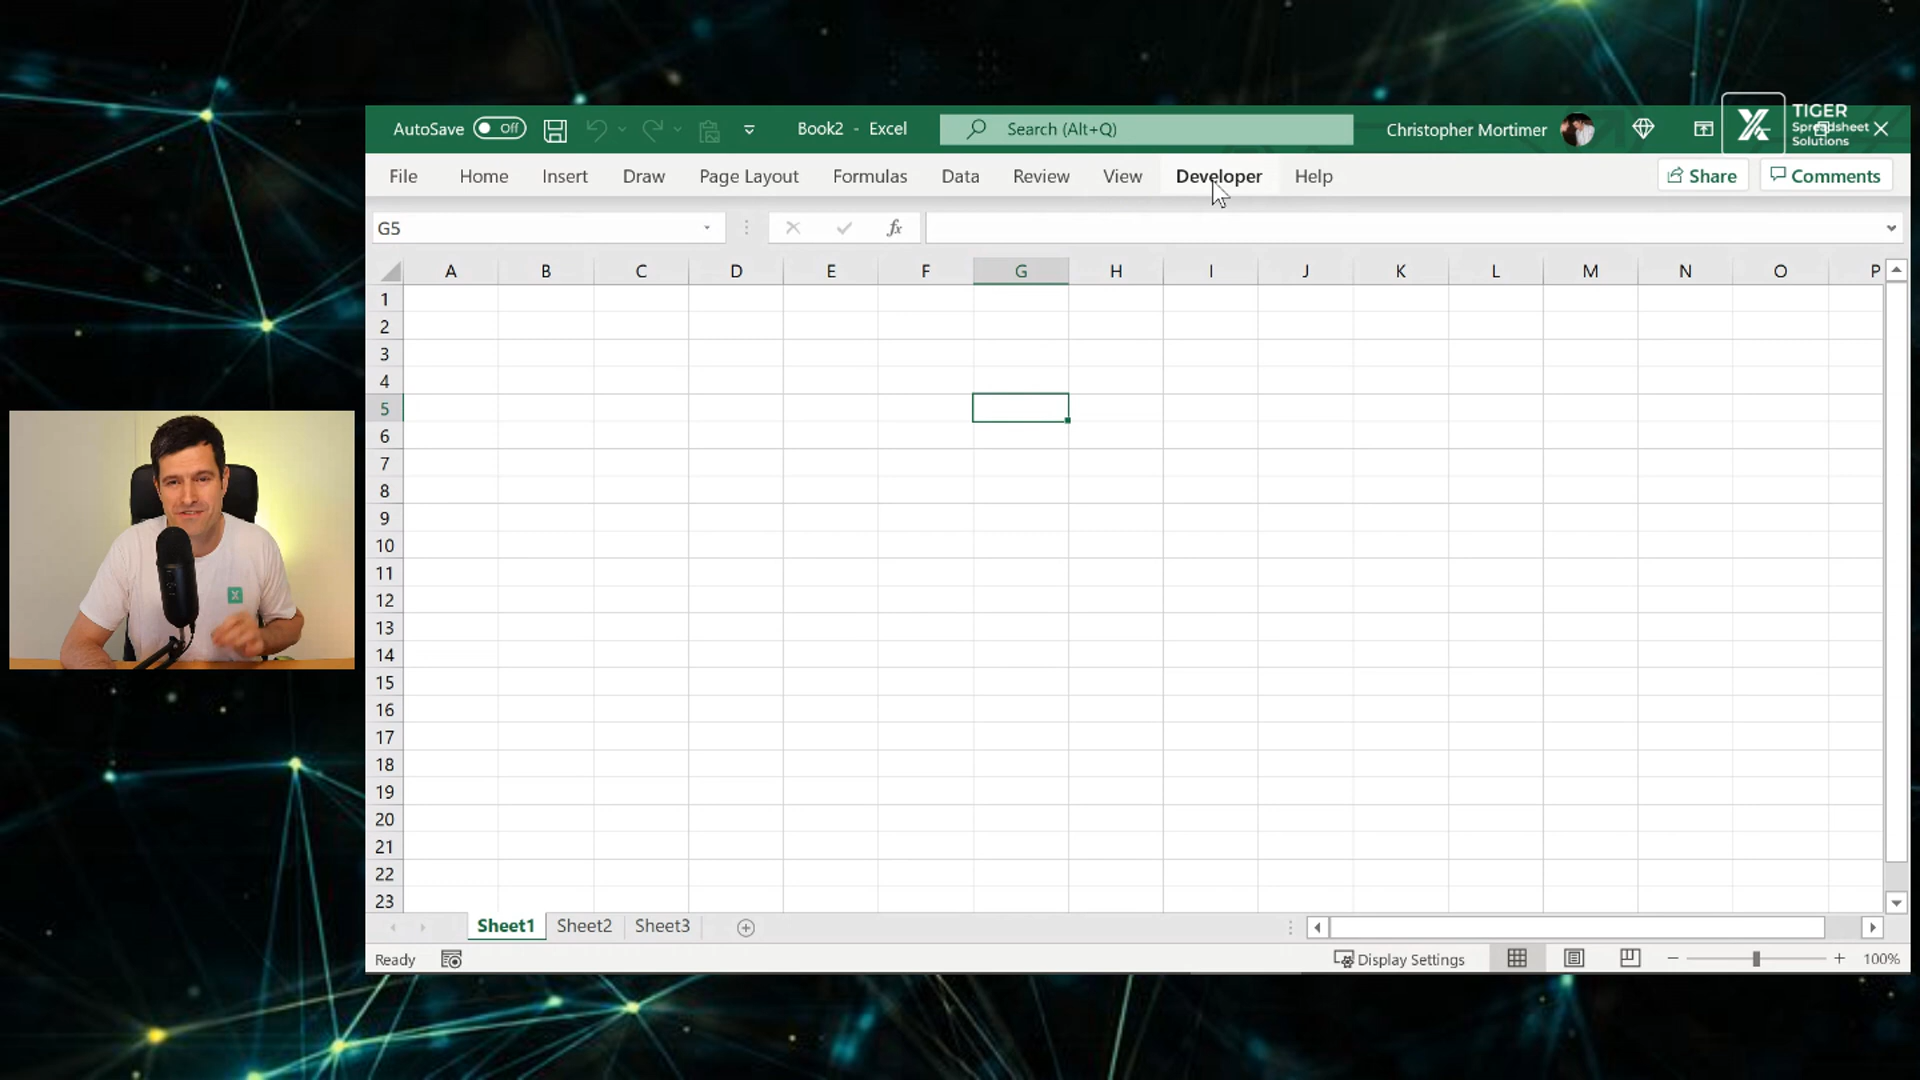 AutoSave Off Book2 - Excel Search (Alt+Q) Christopher Mortimer
TIGER
Spreadsheet
Solutions
File Home Insert Draw Page Layout Formulas Data Review View Developer Help Share Comments
G5 fx
A B C D E F G H I J K L M N O P
1
2
3
4
5
6
7
8
9
10
11
12
13
14
15
16
17
18
19
20
21
22
23
Sheet1 Sheet2 Sheet3
Ready Display Settings 100%